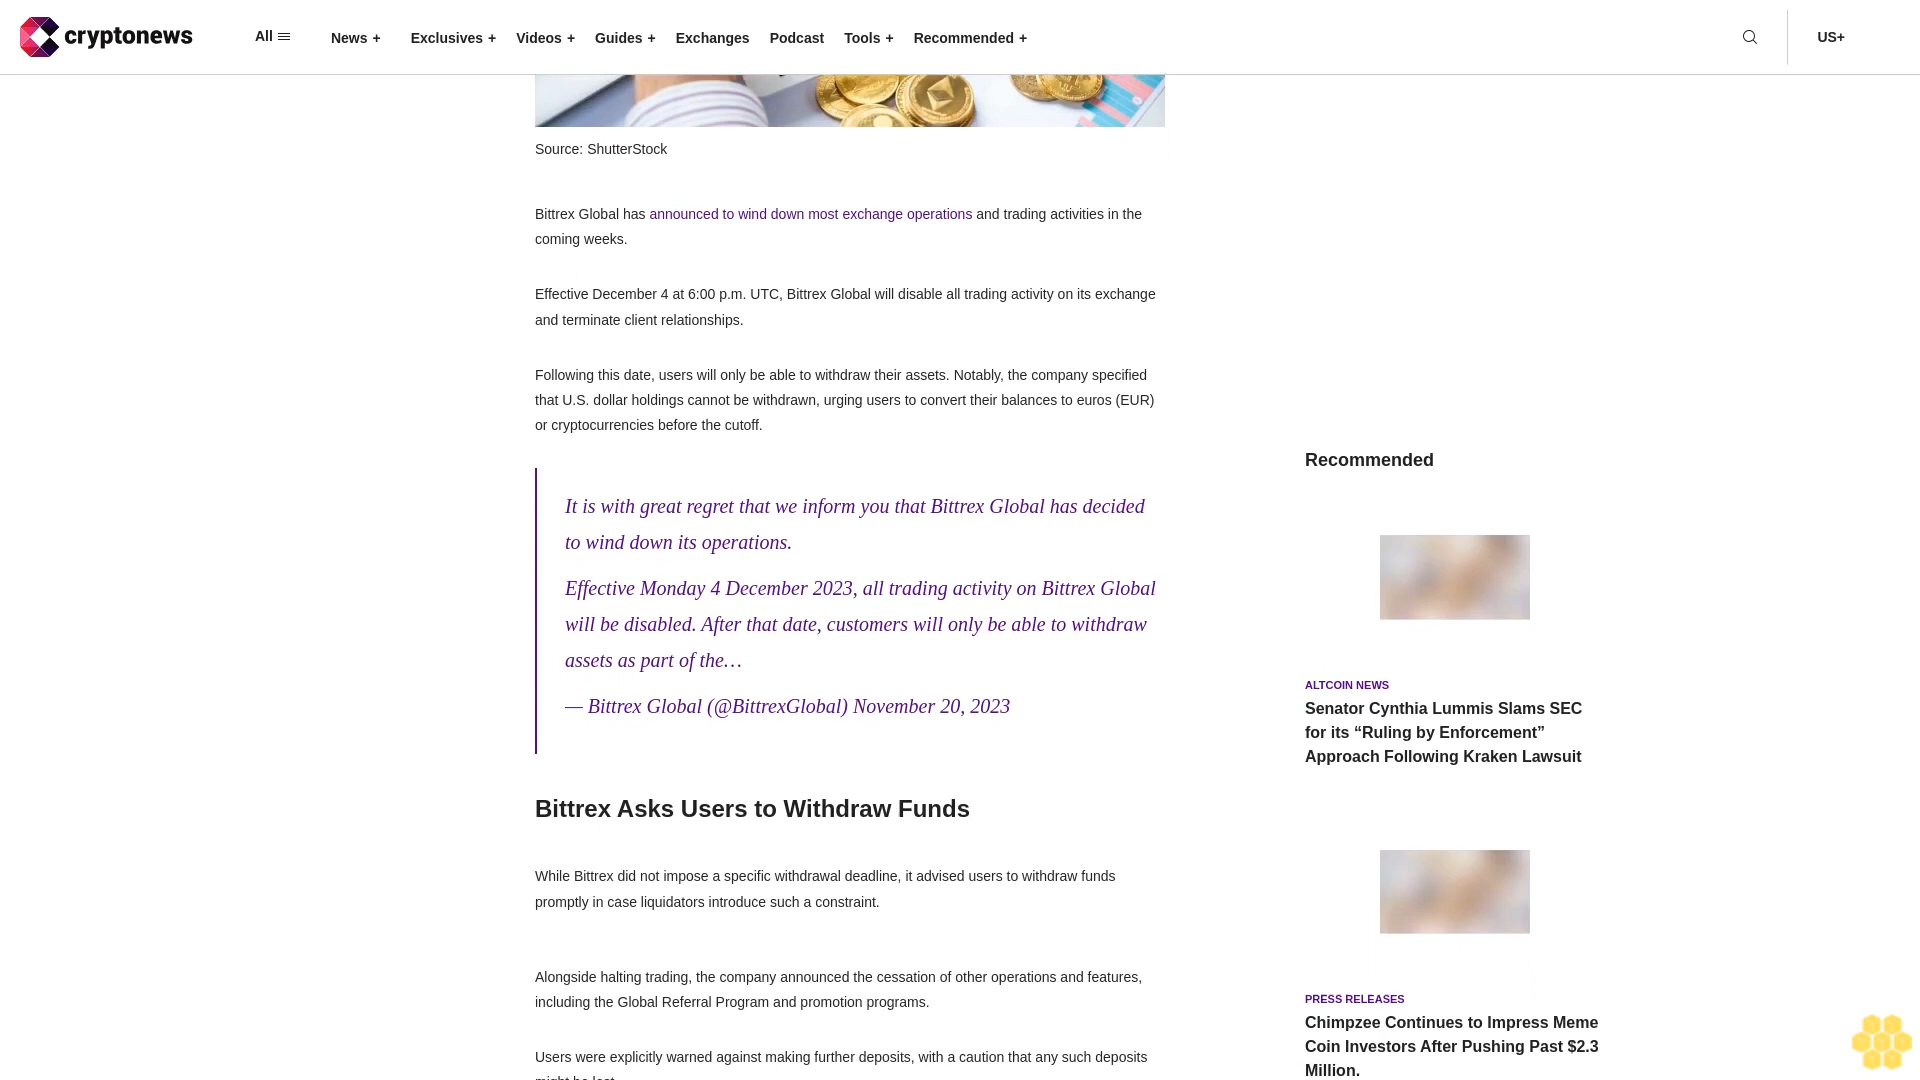 cryptonews
All
News +
Exclusives +
Videos +
Guides +
Exchanges
Podcast
Tools +
Recommended +
US+
Source: ShutterStock
Bittrex Global has announced to wind down most exchange operations and trading activities in the
coming weeks.
Effective December 4 at 6:00 p.m. UTC, Bittrex Global will disable all trading activity on its exchange
and terminate client relationships.
Following this date, users will only be able to withdraw their assets. Notably, the company specified
that U.S. dollar holdings cannot be withdrawn, urging users to convert their balances to euros (EUR)
or cryptocurrencies before the cutoff.
It is with great regret that we inform you that Bittrex Global has decided
to wind down its operations.
Effective Monday 4 December 2023, all trading activity on Bittrex Global
will be disabled. After that date, customers will only be able to withdraw
assets as part of the…
— Bittrex Global (@BittrexGlobal) November 20, 2023
Bittrex Asks Users to Withdraw Funds
While Bittrex did not impose a specific withdrawal deadline, it advised users to withdraw funds
promptly in case liquidators introduce such a constraint.
Alongside halting trading, the company announced the cessation of other operations and features,
including the Global Referral Program and promotion programs.
Users were explicitly warned against making further deposits, with a caution that any such deposits
might be lost.
Recommended
ALTCOIN NEWS
Senator Cynthia Lummis Slams SEC
for its “Ruling by Enforcement”
Approach Following Kraken Lawsuit
PRESS RELEASES
Chimpzee Continues to Impress Meme
Coin Investors After Pushing Past $2.3
Million.